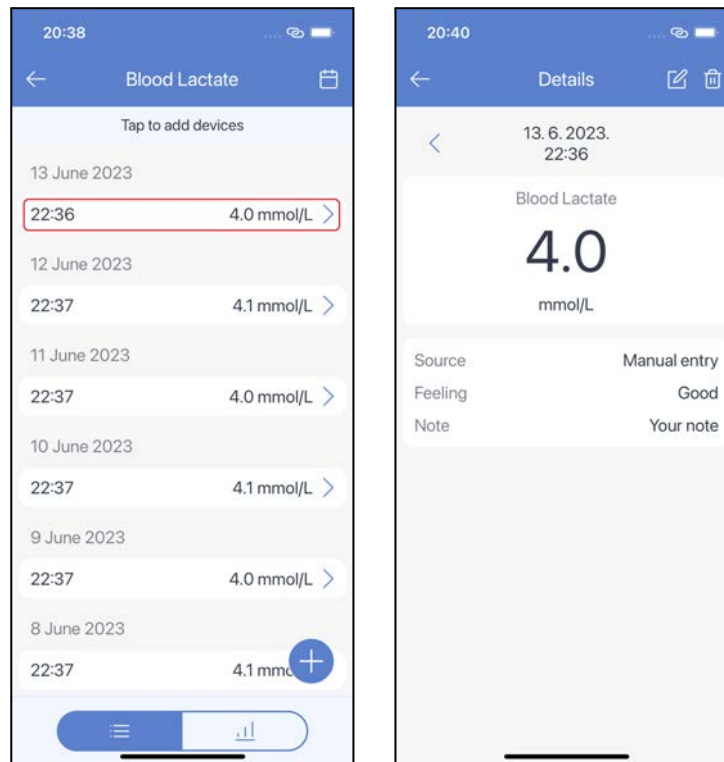 20:38
Blood Lactate
Tap to add devices
13 June 2023
22:36 4.0 mmol/L
12 June 2023
22:37 4.1 mmol/L
11 June 2023
22:37 4.0 mmol/L
10 June 2023
22:37 4.1 mmol/L
9 June 2023
22:37 4.0 mmol/L
8 June 2023
22:37 4.1
20:40
Details
13. 6. 2023.
22:36
Blood Lactate
4.0
mmol/L
Source Manual entry
Feeling Good
Note Your note